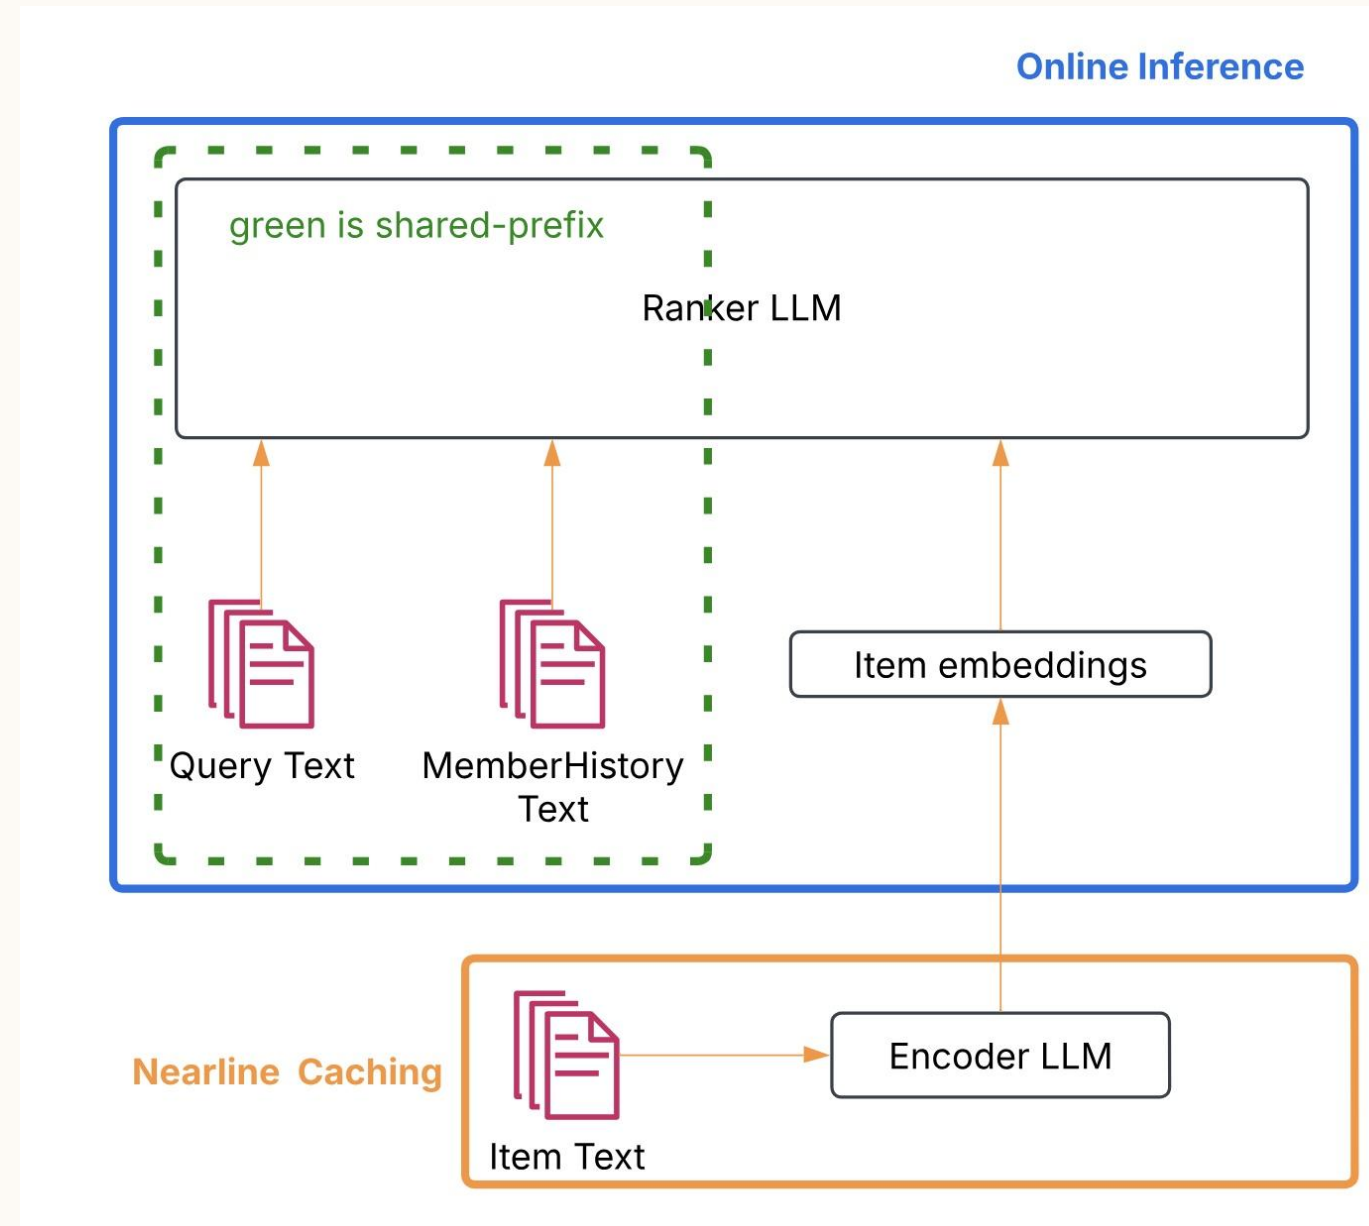 Online Inference
green is shared-prefix
Ranker LLM
Item embeddings
Query Text
MemberHistory
Text
Encoder LLM
Nearline Caching
Item Text